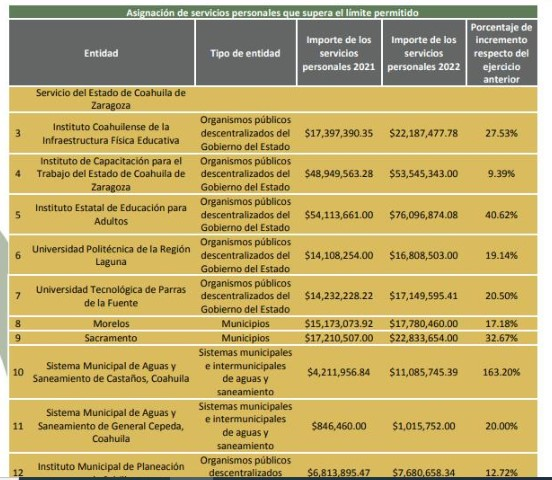 Asignación de servicios personales que supera el límite permitido
Entidad
Tipo de entidad
Importe de los
servicios
personales 2021
Importe de los
servicios
personales 2022
Porcentaje de
incremento
respecto del
ejercicio
anterior
Servicio del Estado de Coahuila de
Zaragoza
3
Instituto Coahuilense de la
Infraestructura Física Educativa
Organismos públicos
descentralizados del
Gobierno del Estado
$17,397,390.35
$22,187,477.78
27.53%
4
Instituto de Capacitación para el
Trabajo del Estado de Coahuila de
Zaragoza
Organismos públicos
descentralizados del
Gobierno del Estado
$48,949,563.28
$53,545,343.00
9.39%
5
Instituto Estatal de Educación para
Adultos
Organismos públicos
descentralizados del
Gobierno del Estado
$54,113,661.00
$76,096,874.08
40.62%
6
Universidad Politécnica de la Región
Laguna
Organismos públicos
descentralizados del
Gobierno del Estado
$14,108,254.00
$16,808,503.00
19.14%
7
Universidad Tecnológica de Parras
de la Fuente
Organismos públicos
descentralizados del
Gobierno del Estado
$14,232,228.22
$17,149,595.41
20.50%
8
Morelos
Municipios
$15,173,073.92
$17,780,460.00
17.18%
9
Sacramento
Municipios
$17,210,507.00
$22,833,654.00
32.67%
10
Sistema Municipal de Aguas y
Saneamiento de Castaños, Coahuila
Sistemas municipales
e intermunicipales
de aguas y
saneamiento
$4,211,956.84
$11,085,745.39
163.20%
11
Sistema Municipal de Aguas y
Saneamiento de General Cepeda,
Coahuila
Sistemas municipales
e intermunicipales
de aguas y
saneamiento
$846,460.00
$1,015,752.00
20.00%
12
Instituto Municipal de Planeación
Organismos públicos
descentralizados
$6,813,895.47
$7,680,658.34
12.72%